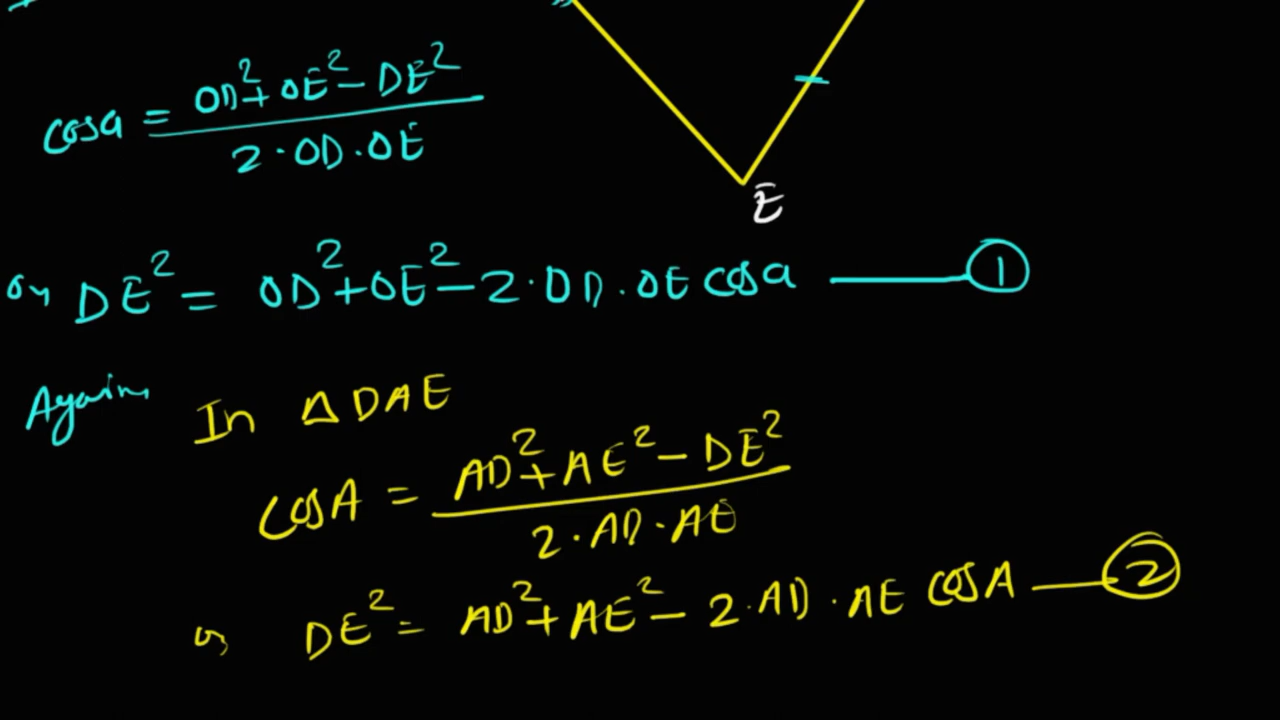 cosa = OD²+OE²-DE² / 2·OD·OE
E
or DE² = OD²+OE²-2·OD·OE cosa —— 1
Again, In △DAE
cosA = AD²+AE²-DE² / 2·AD·AE
or DE² = AD²+AE²-2·AD·AE cosA —— 2